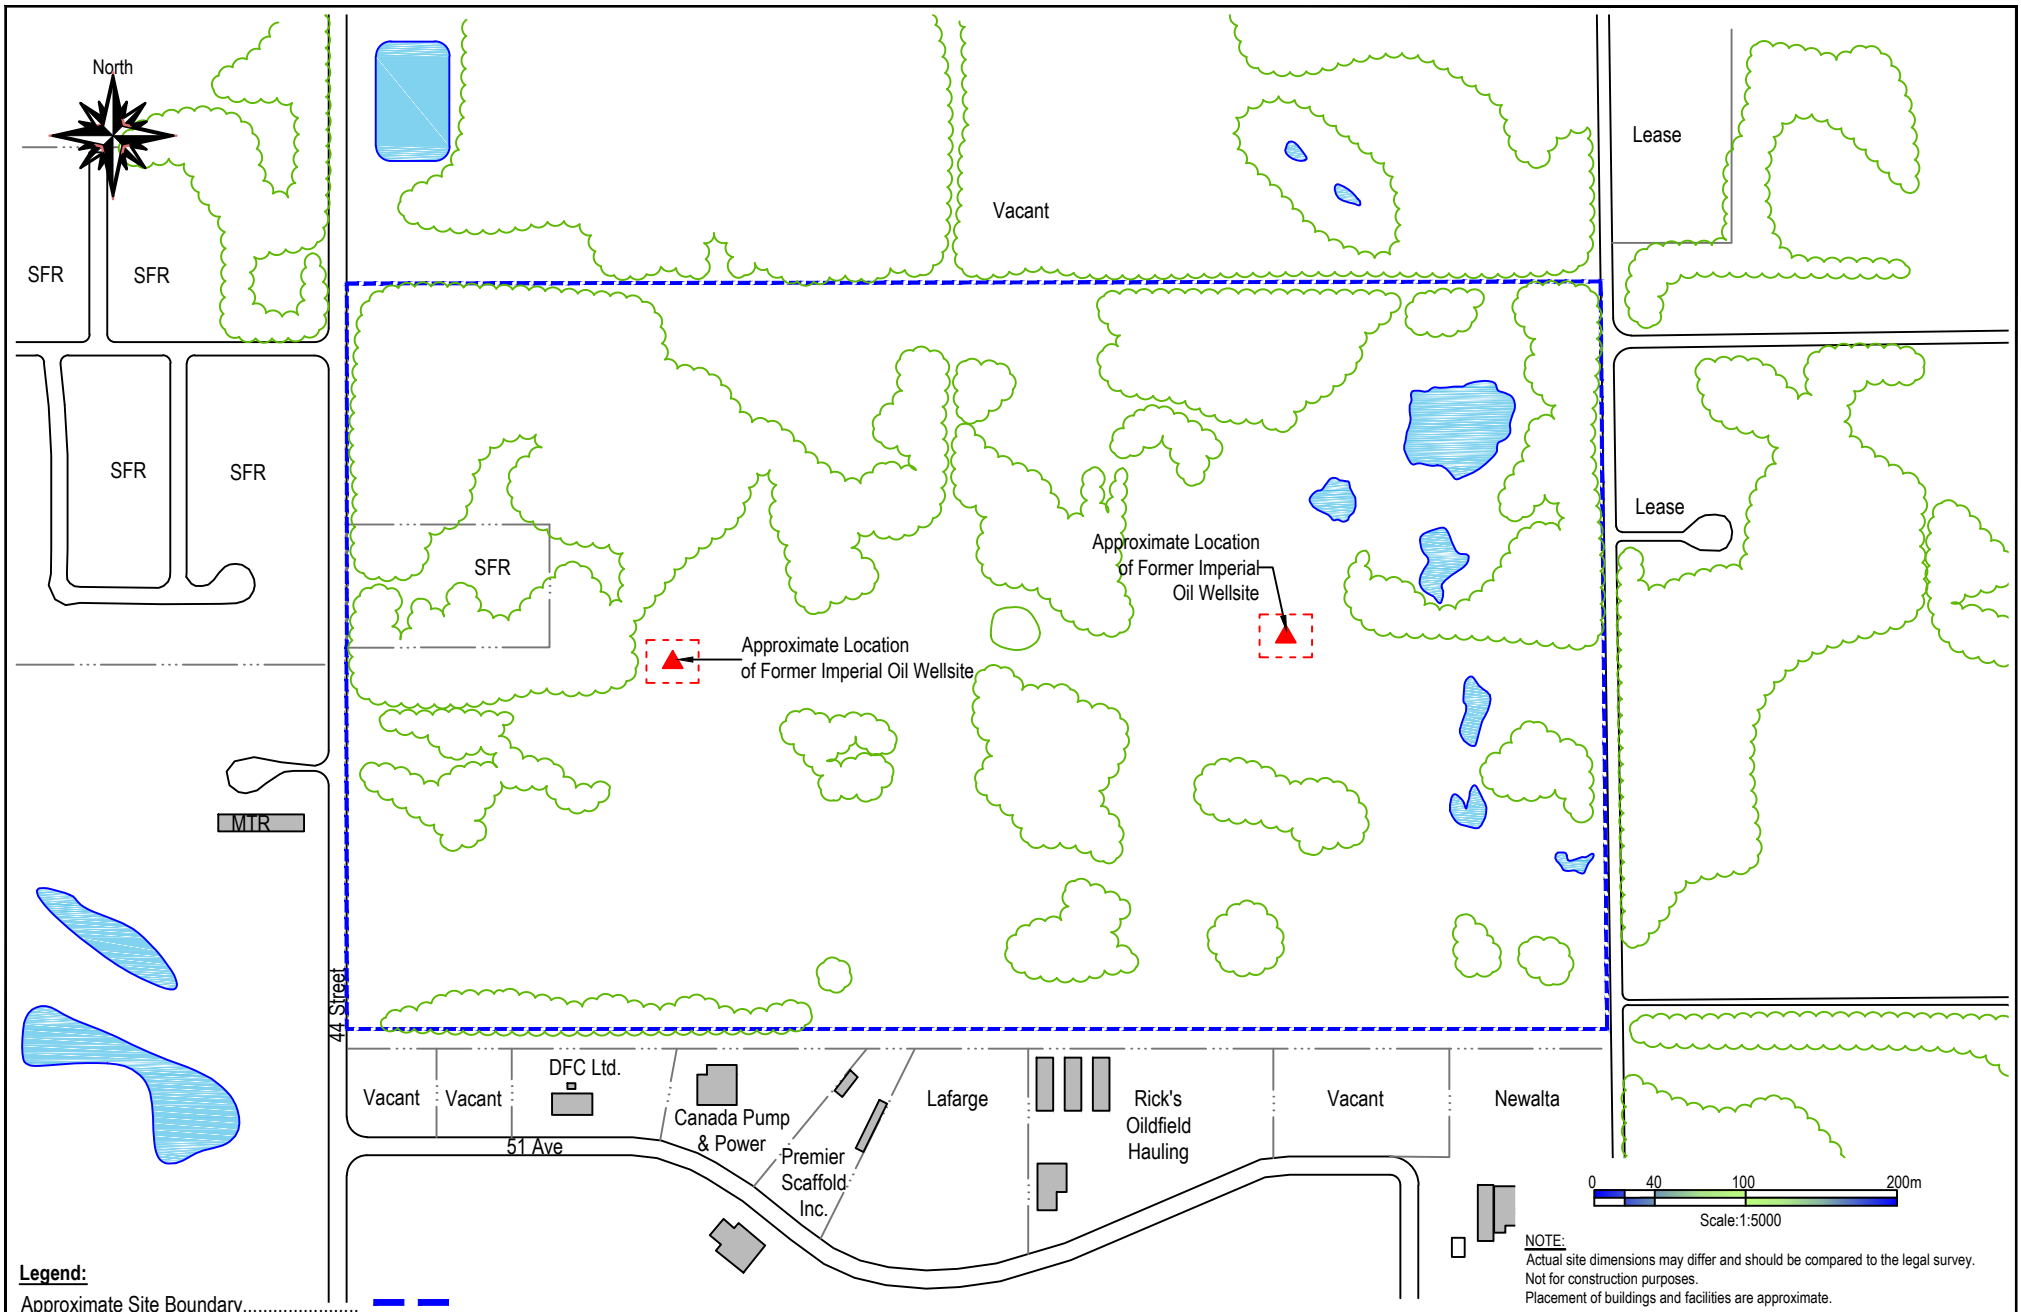 North
Lease
Vacant
SFR
SFR
SFR
SFR
Lease
Approximate Location
of Former Imperial
Oil Wellsite
SFR
Approximate Location
of Former Imperial Oil Wellsite
MTR
44 Street
DFC Ltd.
Vacant
Vacant
Canada Pump
& Power
Lafarge
Rick's
Oildfield
Hauling
Vacant
Newalta
51 Ave
Premier
Scaffold
Inc.
0 40 100 200m
Scale:1:5000
NOTE:
Actual site dimensions may differ and should be compared to the legal survey.
Not for construction purposes.
Placement of buildings and facilities are approximate.
Legend:
Approximate Site Boundary.......................